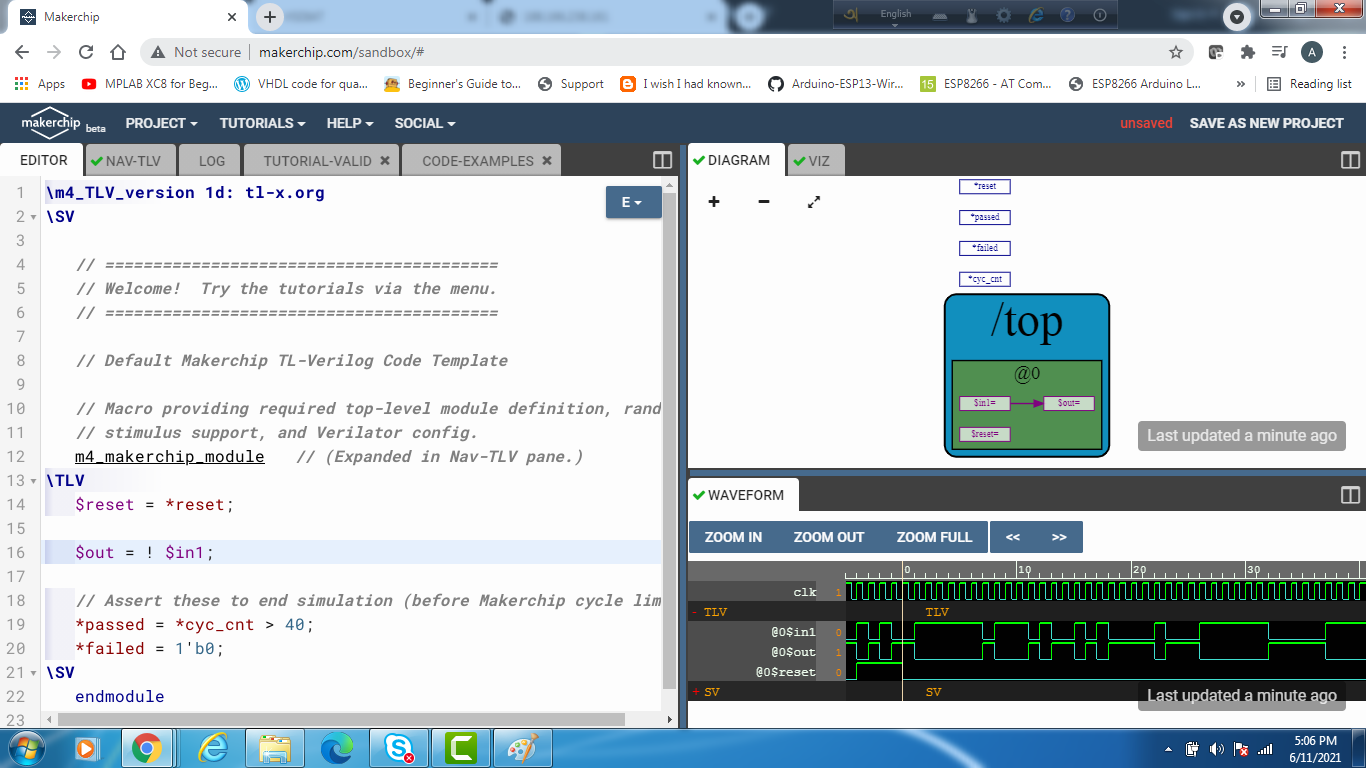 Makerchip
English
Not secure
makerchip.com/sandbox/#
A
Apps
MPLAB XC8 for Beg...
VHDL code for qua...
Beginner's Guide to...
Support
I wish I had known...
Arduino-ESP13-Wir...
15
ESP8266 - AT Com...
ESP8266 Arduino L...
»
Reading list
makerchip beta
PROJECT
TUTORIALS
HELP
SOCIAL
unsaved
SAVE AS NEW PROJECT
EDITOR
NAV-TLV
LOG
TUTORIAL-VALID
CODE-EXAMPLES
E
1 \m4_TLV_version 1d: tl-x.org
2 \SV
3
4 // =========================================
5 // Welcome!  Try the tutorials via the menu.
6 // =========================================
7
8 // Default Makerchip TL-Verilog Code Template
9
10 // Macro providing required top-level module definition, rand
11 // stimulus support, and Verilator config.
12 m4_makerchip_module   // (Expanded in Nav-TLV pane.)
13 \TLV
14 $reset = *reset;
15
16 $out = ! $in1;
17
18 // Assert these to end simulation (before Makerchip cycle lim
19 *passed = *cyc_cnt > 40;
20 *failed = 1'b0;
21 \SV
22 endmodule
23
DIAGRAM
VIZ
*reset
*passed
*failed
*cyc_cnt
/top
@0
$in1=
$out=
$reset=
Last updated a minute ago
WAVEFORM
ZOOM IN
ZOOM OUT
ZOOM FULL
<<
>>
0 10 20 30
clk 1
- TLV TLV
@0$in1 0
@0$out 1
@0$reset 0
+ SV SV
Last updated a minute ago
5:06 PM
6/11/2021